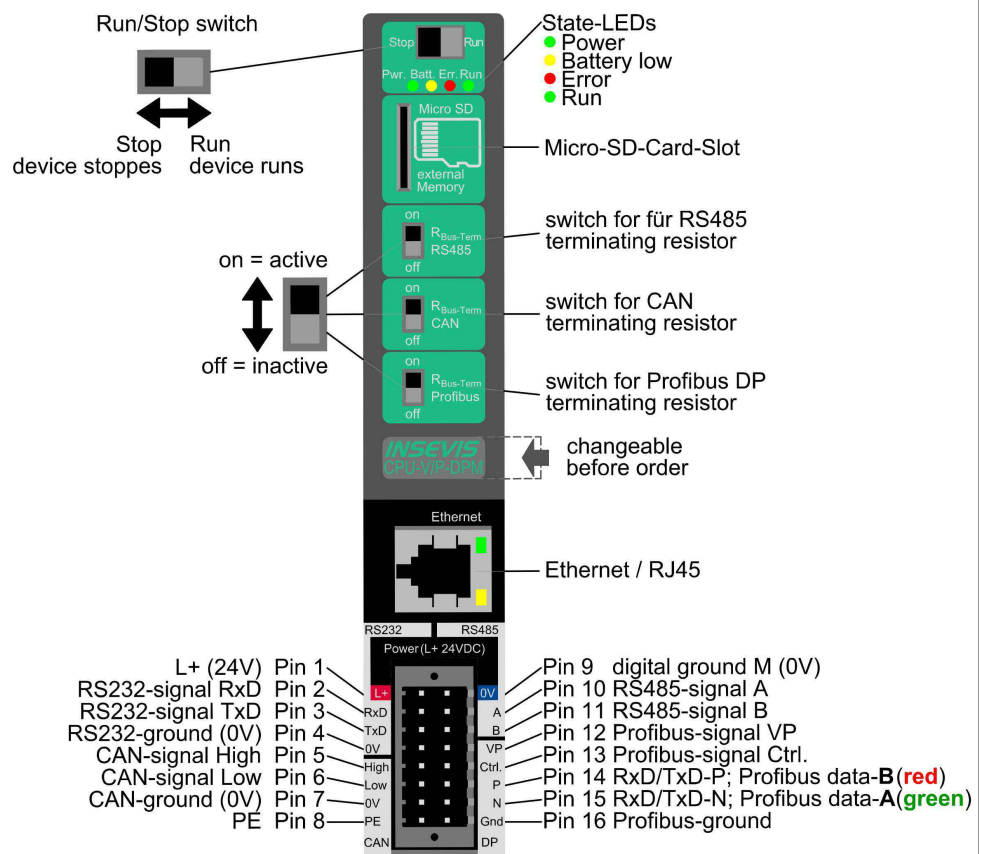 Run/Stop switch
Stop
device stoppes
Run
device runs
Stop
Run
Pwr. Batt. Err. Run
State-LEDs
Power
Battery low
Error
Run
Micro SD
external
Memory
Micro-SD-Card-Slot
on
R Bus-Term
RS485
off
switch for für RS485
terminating resistor
on = active
off = inactive
on
R Bus-Term
CAN
off
switch for CAN
terminating resistor
on
R Bus-Term
Profibus
off
switch for Profibus DP
terminating resistor
INSEVIS
CPU-V/P-DPM
changeable
before order
Ethernet
Ethernet / RJ45
RS232
RS485
Power(L+ 24VDC)
L+ (24V) Pin 1
RS232-signal RxD Pin 2
RS232-signal TxD Pin 3
RS232-ground (0V) Pin 4
CAN-signal High Pin 5
CAN-signal Low Pin 6
CAN-ground (0V) Pin 7
PE Pin 8
L+
RxD
TxD
0V
High
Low
0V
PE
CAN
0V
A
B
VP
Ctrl.
P
N
Gnd
DP
Pin 9 digital ground M (0V)
Pin 10 RS485-signal A
Pin 11 RS485-signal B
Pin 12 Profibus-signal VP
Pin 13 Profibus-signal Ctrl.
Pin 14 RxD/TxD-P; Profibus data-B(red)
Pin 15 RxD/TxD-N; Profibus data-A(green)
Pin 16 Profibus-ground